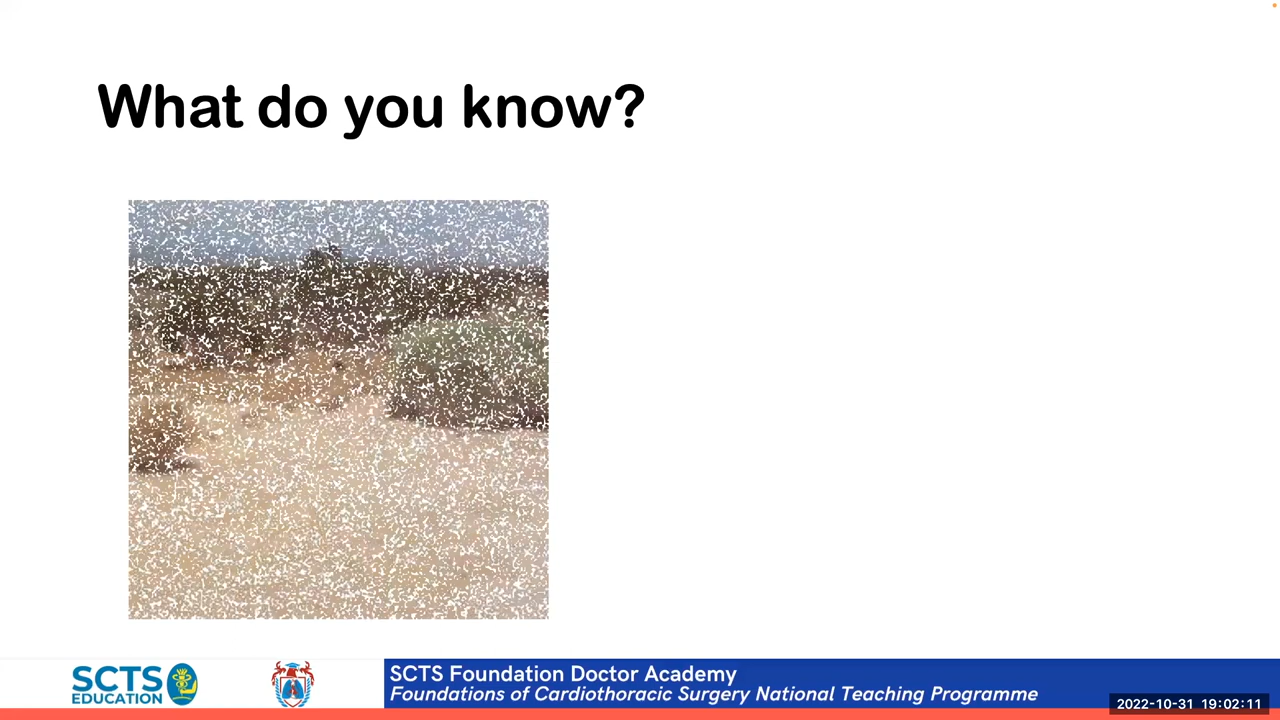 What do you know?
SCTS
EDUCATION
SCTS Foundation Doctor Academy
Foundations of Cardiothoracic Surgery National Teaching Programme
2022-10-31 19:02:11